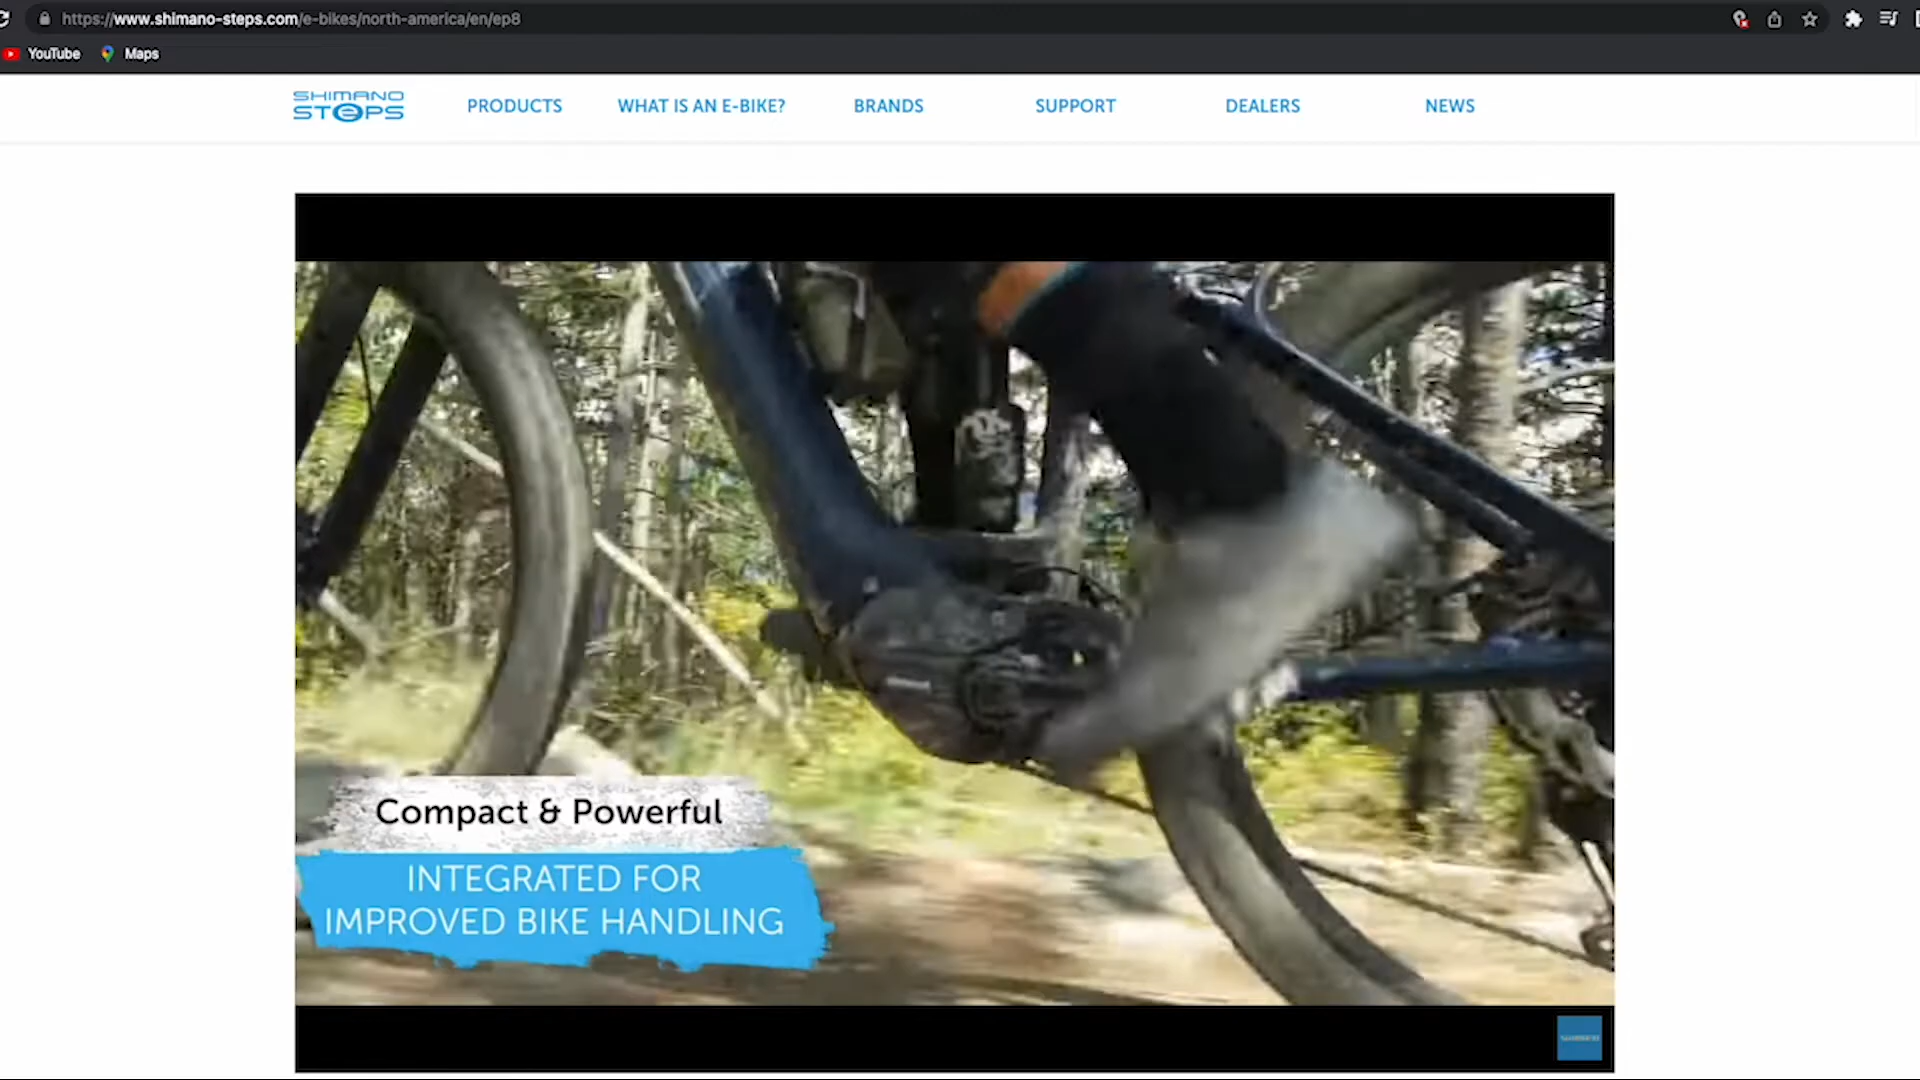 https://www.shimano-steps.com/e-bikes/north-america/en/ep8
YouTube
Maps
SHIMANO
STePS
PRODUCTS
WHAT IS AN E-BIKE?
BRANDS
SUPPORT
DEALERS
NEWS
Compact & Powerful
INTEGRATED FOR
IMPROVED BIKE HANDLING